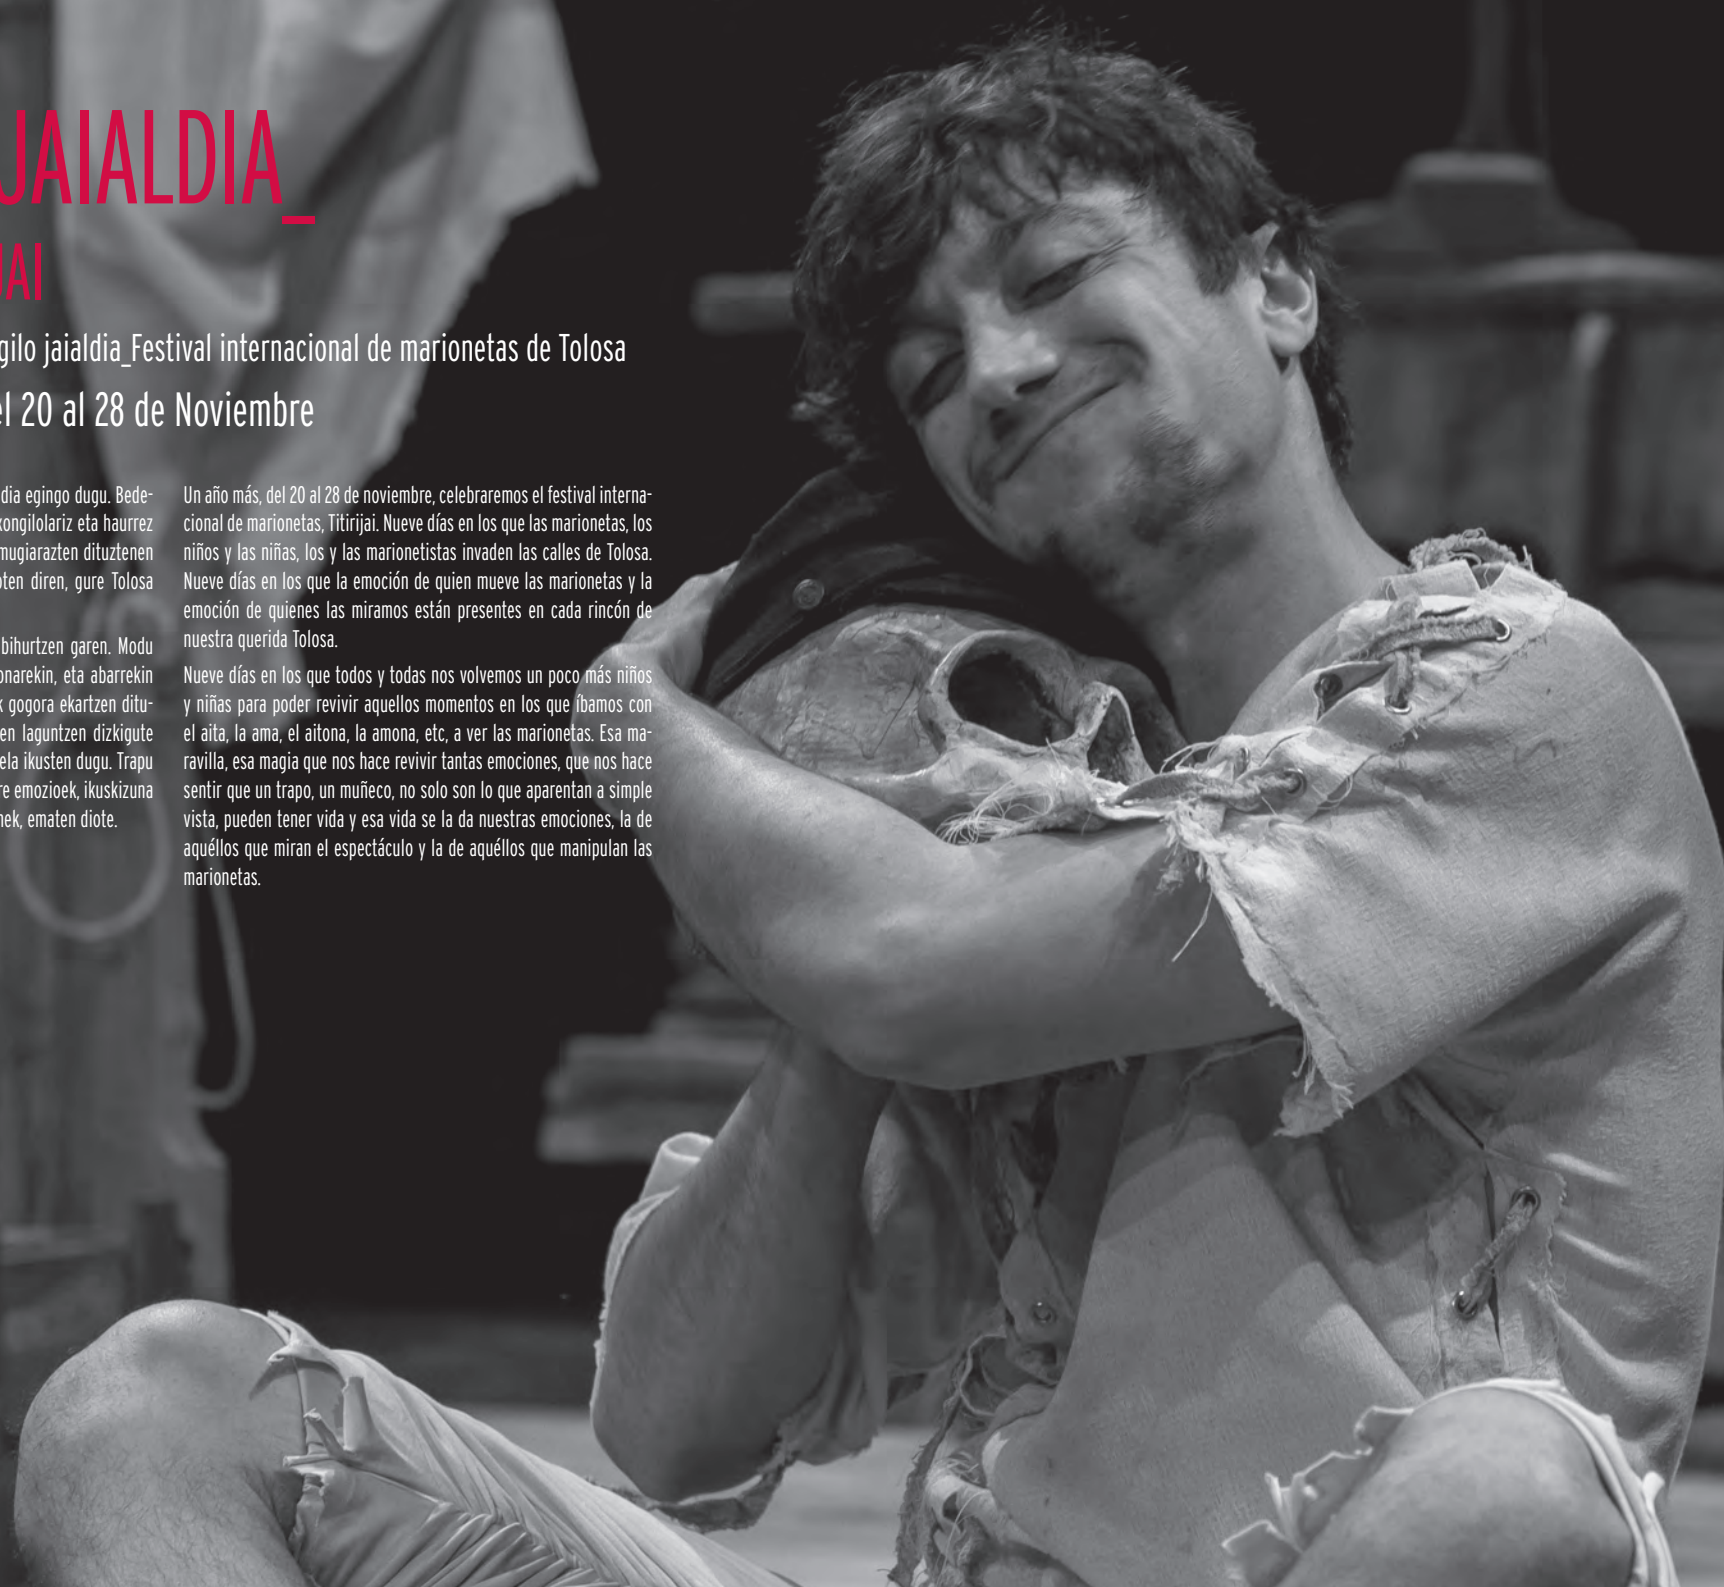 JAIALDIA_
JAI
gilo jaialdia_Festival internacional de marionetas de Tolosa
el 20 al 28 de Noviembre
dia egingo dugu. Bede-
xongilolariz eta haurrez
mugiarazten dituztenen
oten diren, gure Tolosa
bihurtzen garen. Modu
onarekin, eta abarrekin
k gogora ekartzen ditu-
en laguntzen dizkigute
ela ikusten dugu. Trapu
re emozioek, ikuskizuna
nek, ematen diote.
Un año más, del 20 al 28 de noviembre, celebraremos el festival interna-
cional de marionetas, Titirijai. Nueve días en los que las marionetas, los
niños y las niñas, los y las marionetistas invaden las calles de Tolosa.
Nueve días en los que la emoción de quien mueve las marionetas y la
emoción de quienes las miramos están presentes en cada rincón de
nuestra querida Tolosa.
Nueve días en los que todos y todas nos volvemos un poco más niños
y niñas para poder revivir aquellos momentos en los que íbamos con
el aita, la ama, el aitona, la amona, etc, a ver las marionetas. Esa ma-
ravilla, esa magia que nos hace revivir tantas emociones, que nos hace
sentir que un trapo, un muñeco, no solo son lo que aparentan a simple
vista, pueden tener vida y esa vida se la da nuestras emociones, la de
aquéllos que miran el espectáculo y la de aquéllos que manipulan las
marionetas.